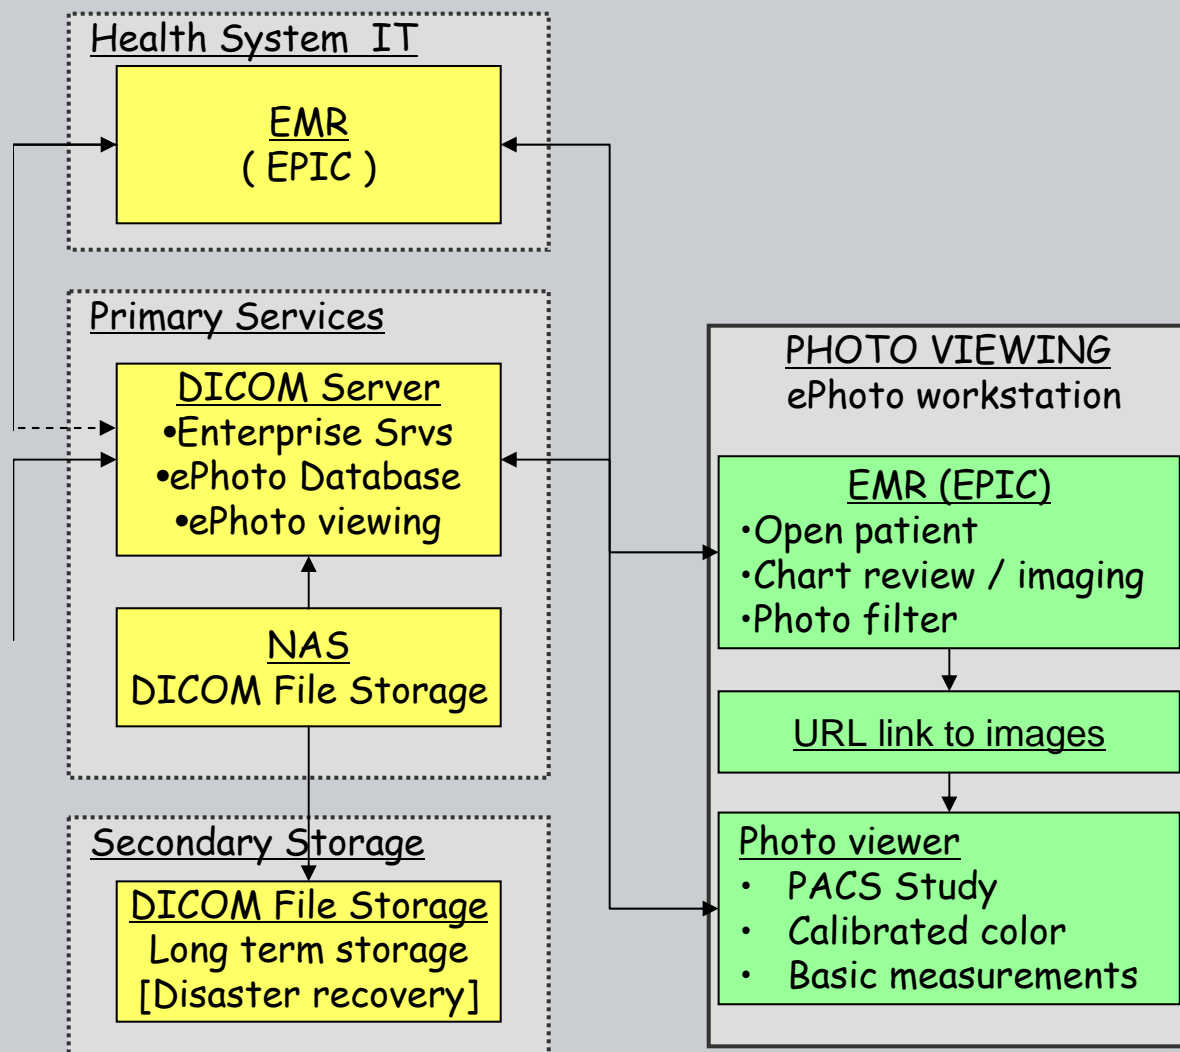 Health System IT
EMR
( EPIC )
Primary Services
DICOM Server
•Enterprise Srvs
•ePhoto Database
•ePhoto viewing
NAS
DICOM File Storage
Secondary Storage
DICOM File Storage
Long term storage
[Disaster recovery]
PHOTO VIEWING
ePhoto workstation
EMR (EPIC)
•Open patient
•Chart review / imaging
•Photo filter
URL link to images
Photo viewer
• PACS Study
• Calibrated color
• Basic measurements